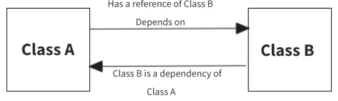 Has a reference of Class B
Depends on
Class A
Class B
Class B is a dependency of
Class A